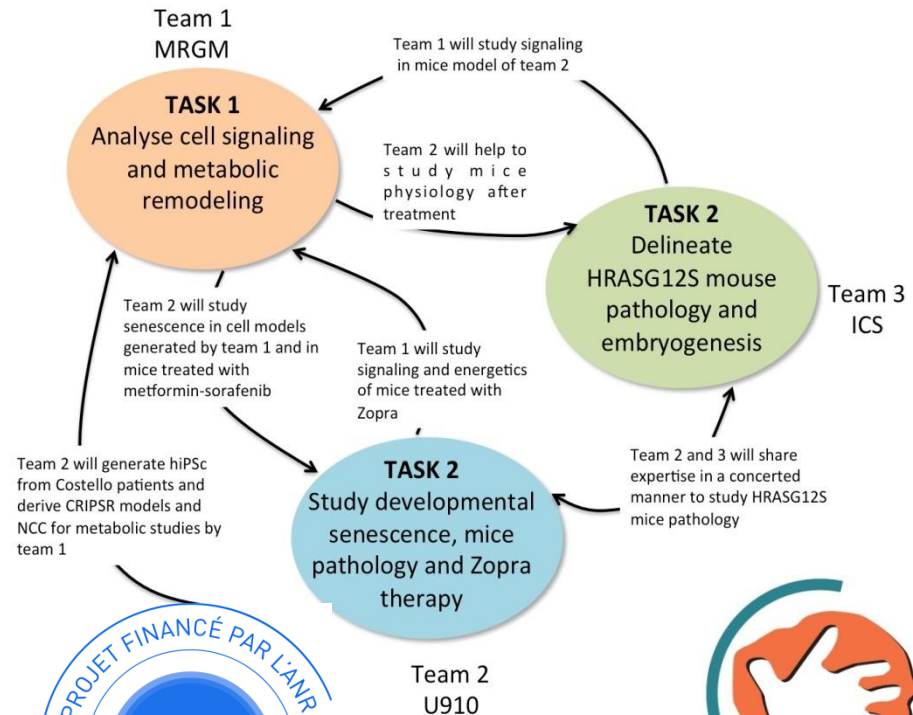 Team 1
MRGM
TASK 1
Analyse cell signaling
and metabolic
remodeling
Team 1 will study signaling
in mice model of team 2
Team 2 will help to
study mice
physiology after
treatment
TASK 2
Delineate
HRASG12S mouse
pathology and
embryogenesis
Team 3
ICS
Team 2 will study
senescence in cell models
generated by team 1 and in
mice treated with
metformin-sorafenib
Team 1 will study
signaling and energetics
of mice treated with
Zopra
Team 2 will generate hiPSc
from Costello patients and
derive CRIPSR models and
NCC for metabolic studies by
team 1
TASK 2
Study developmental
senescence, mice
pathology and Zopra
therapy
Team 2 and 3 will share
expertise in a concerted
manner to study HRASG12S
mice pathology
Team 2
U910
PROJET FINANCÉ PAR L'ANR